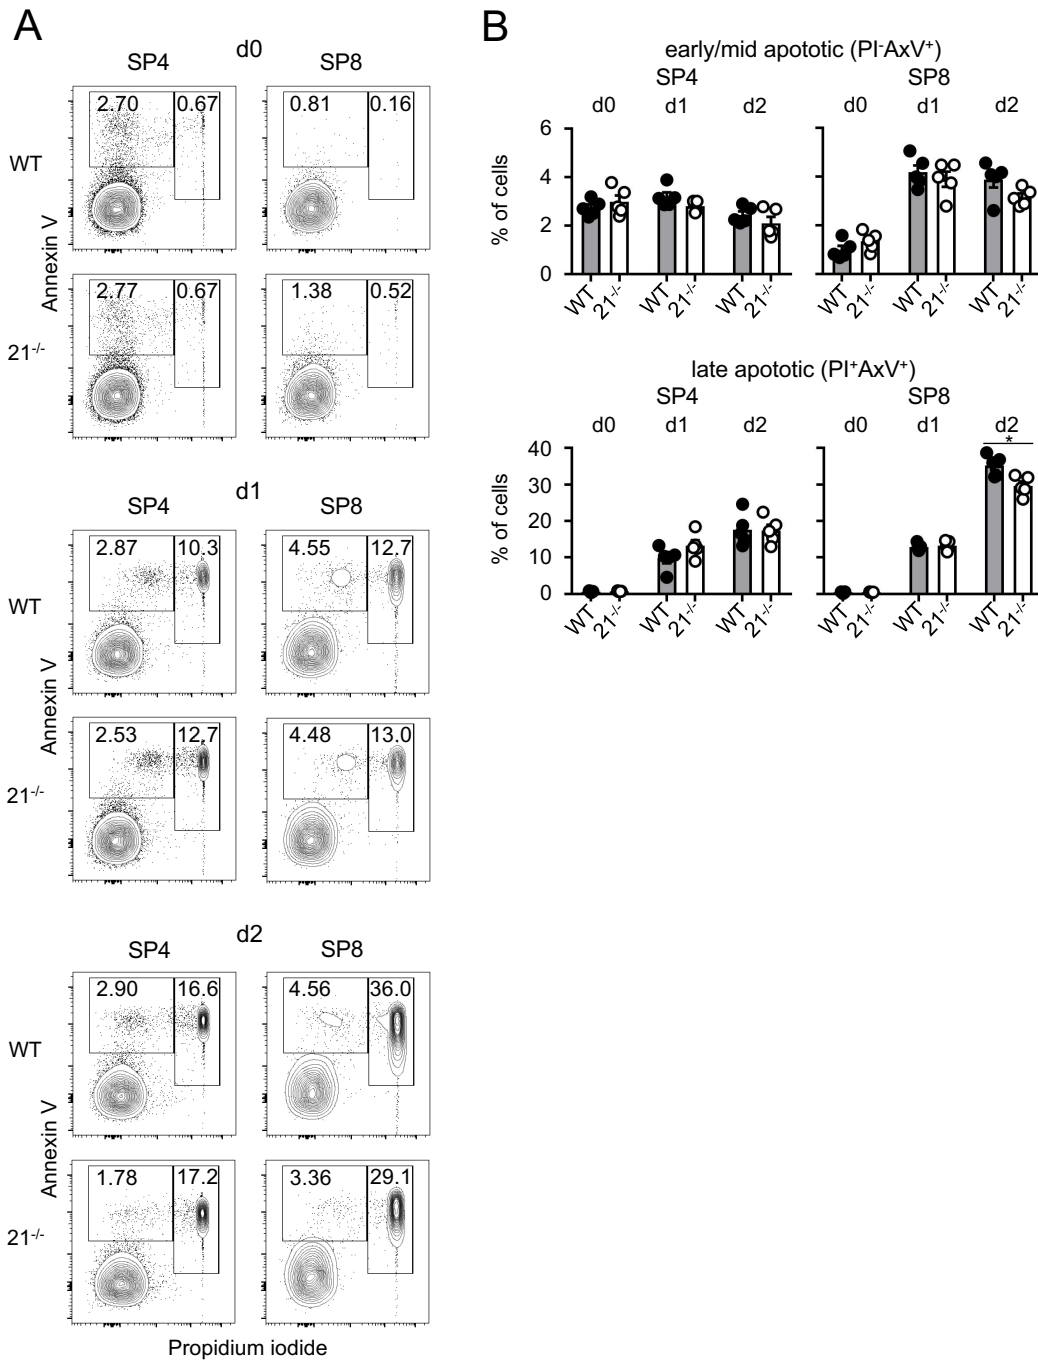 A
d0
SP4 SP8
WT
2.70 0.67 0.81 0.16
Annexin V
21-/-
2.77 0.67 1.38 0.52
d1
SP4 SP8
WT
2.87 10.3 4.55 12.7
Annexin V
21-/-
2.53 12.7 4.48 13.0
d2
SP4 SP8
WT
2.90 16.6 4.56 36.0
Annexin V
21-/-
1.78 17.2 3.36 29.1
Propidium iodide
B
early/mid apototic (PI-AxV+)
SP4 SP8
d0 d1 d2 d0 d1 d2
% of cells
6
4
2
0
WT 21-/- WT 21-/- WT 21-/- WT 21-/- WT 21-/- WT 21-/-
late apototic (PI+AxV+)
SP4 SP8
d0 d1 d2 d0 d1 d2
*
% of cells
40
30
20
10
0
WT 21-/- WT 21-/- WT 21-/- WT 21-/- WT 21-/- WT 21-/-